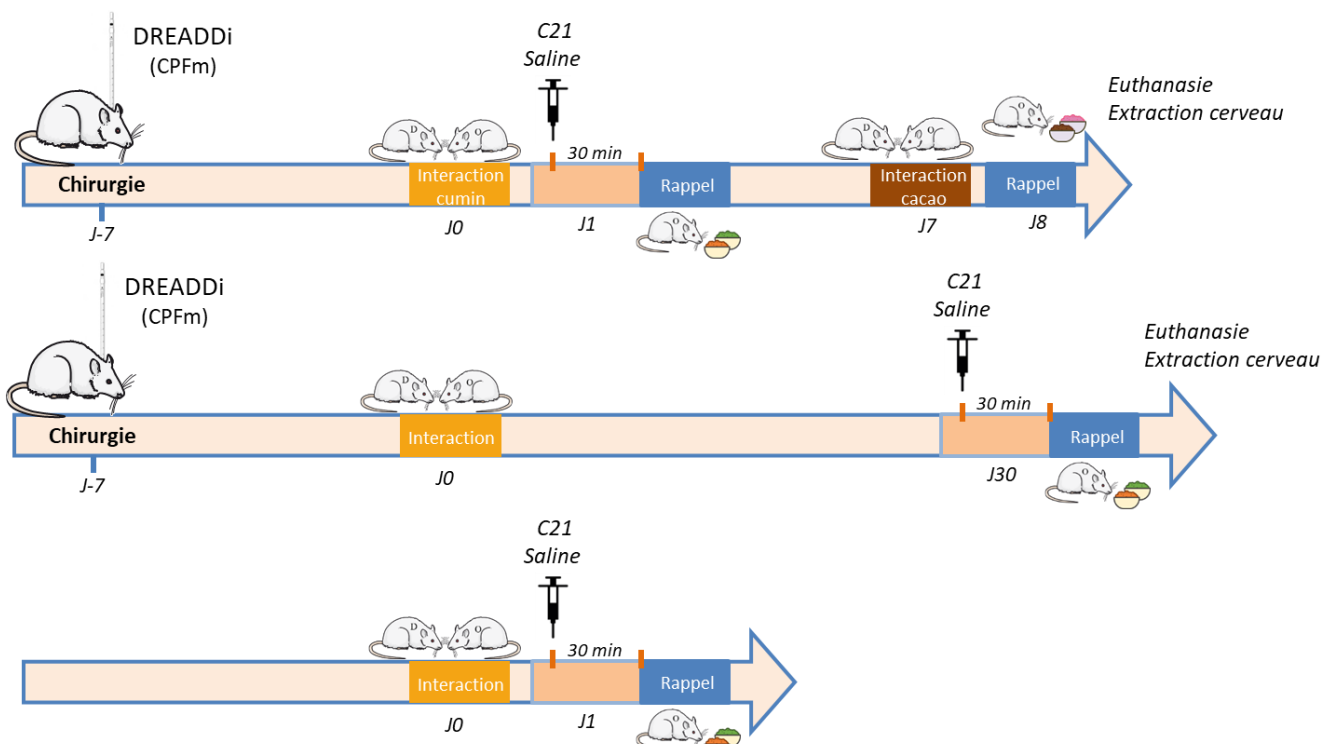 DREADDi
(CPFm)
C21
Saline
Euthanasie
Extraction cerveau
D
O
30 min
D
O
O
Chirurgie
Interaction
cumin
Rappel
Interaction
cacao
Rappel
J-7
J0
J1
O
J7
J8
DREADDi
(CPFm)
C21
Saline
Euthanasie
Extraction cerveau
D
O
30 min
Chirurgie
Interaction
Rappel
J-7
J0
J30
O
C21
Saline
D
O
30 min
Interaction
Rappel
J0
J1
O